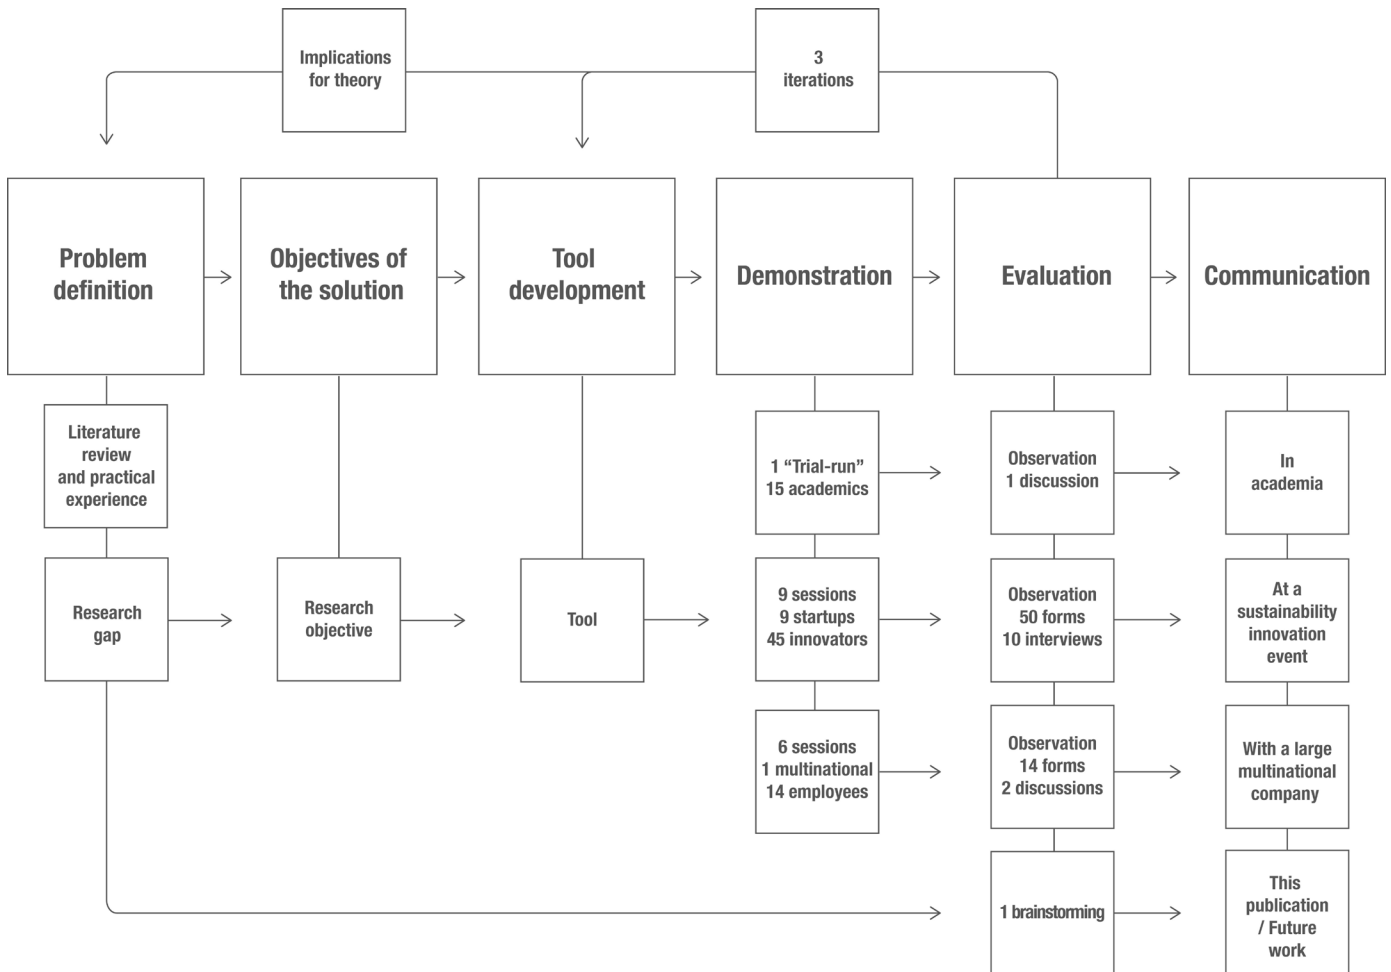 Implications
for theory
3
iterations
Problem
definition
Objectives of
the solution
Tool
development
Demonstration
Evaluation
Communication
Literature
review
and practical
experience
1 “Trial-run”
15 academics
Observation
1 discussion
In
academia
Research
gap
Research
objective
Tool
9 sessions
9 startups
45 innovators
Observation
50 forms
10 interviews
At a
sustainability
innovation
event
6 sessions
1 multinational
14 employees
Observation
14 forms
2 discussions
With a large
multinational
company
1 brainstorming
This
publication
/ Future
work